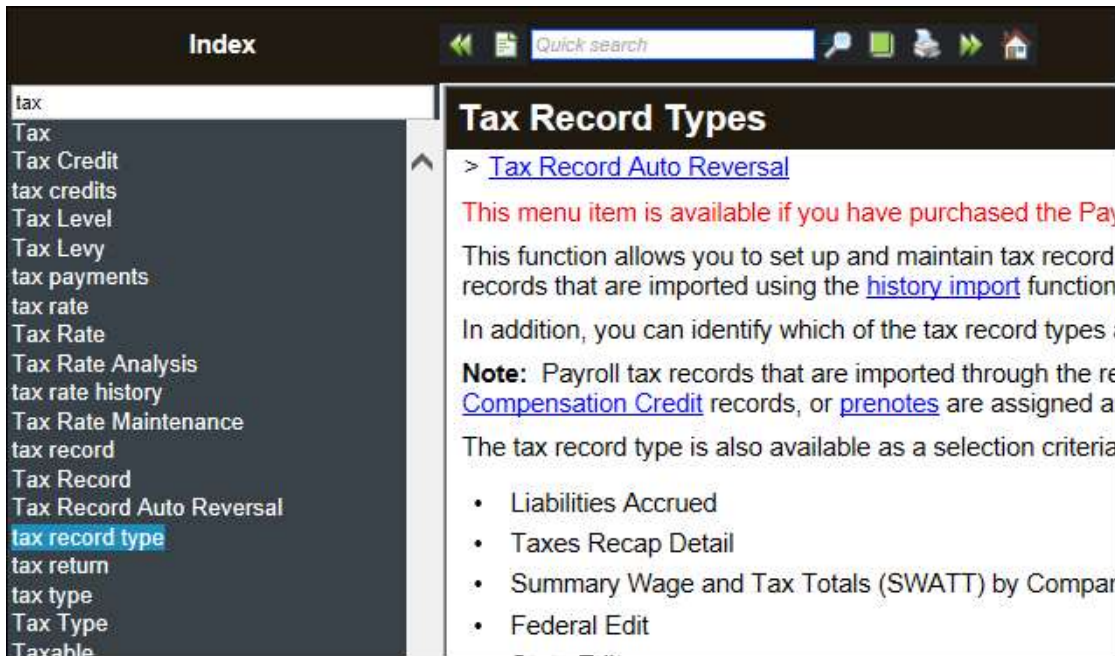 Index
Quick search
tax
Tax
Tax Credit
tax credits
Tax Level
Tax Levy
tax payments
tax rate
Tax Rate
Tax Rate Analysis
tax rate history
Tax Rate Maintenance
tax record
Tax Record
Tax Record Auto Reversal
tax record type
tax return
tax type
Tax Type
Taxable
Tax Record Types
> Tax Record Auto Reversal
This menu item is available if you have purchased the Pay
This function allows you to set up and maintain tax record
records that are imported using the history import function
In addition, you can identify which of the tax record types
Note: Payroll tax records that are imported through the re
Compensation Credit records, or prenotes are assigned a
The tax record type is also available as a selection criteria
• Liabilities Accrued
• Taxes Recap Detail
• Summary Wage and Tax Totals (SWATT) by Compan
• Federal Edit